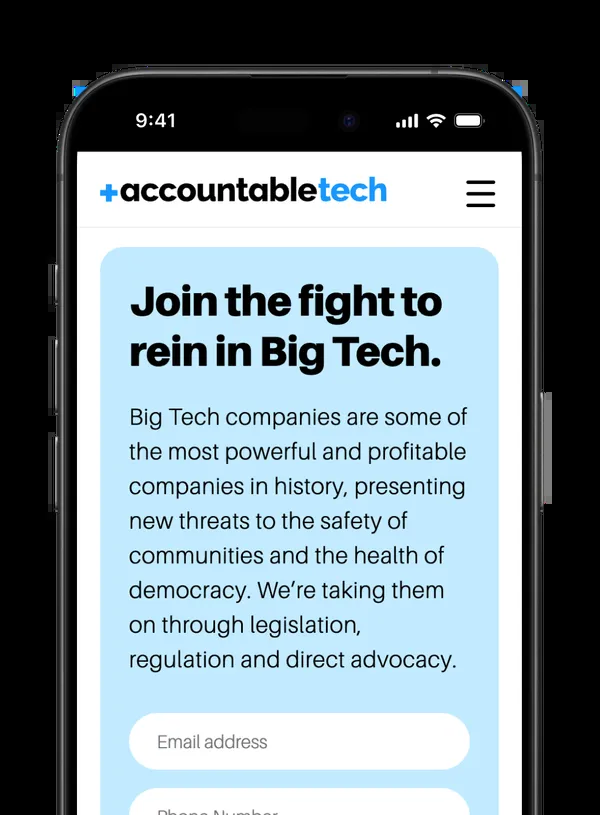 9:41
+accountabletech
Join the fight to
rein in Big Tech.
Big Tech companies are some of
the most powerful and profitable
companies in history, presenting
new threats to the safety of
communities and the health of
democracy. We’re taking them
on through legislation,
regulation and direct advocacy.
Email address
Phone Number